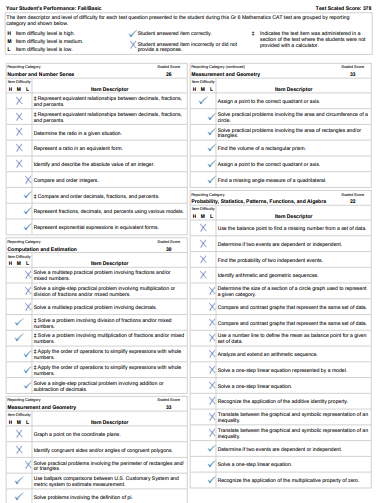 Your Student's Performance: Fail/Basic
Test Scaled Score: 378
The item descriptor and level of difficulty for each test question presented to the student during this Gr 6 Mathematics CAT test are grouped by reporting
category and shown below.
H Item difficulty level is high.
M Item difficulty level is medium.
L Item difficulty level is low.
Student answered item correctly.
Student answered item incorrectly or did not
provide a response.
‡ Indicates the test item was administered in a
section of the test where the students were not
provided with a calculator.
Reporting Category
Scaled Score
Number and Number Sense
26
Item Difficulty
H M L
Item Descriptor
‡ Represent equivalent relationships between decimals, fractions,
and percents.
‡ Represent equivalent relationships between decimals, fractions,
and percents.
Determine the ratio in a given situation.
Represent a ratio in equivalent form.
Identify and describe the absolute value of an integer.
Compare and order integers.
‡ Compare and order decimals, fractions, and percents.
Represent fractions, decimals, and percents using various models.
Represent exponential expressions in equivalent forms.
Reporting Category
Scaled Score
Computation and Estimation
30
Item Difficulty
H M L
Item Descriptor
Solve a multistep practical problem involving fractions and/or
mixed numbers.
Solve a single-step practical problem involving multiplication or
division of fractions and/or mixed numbers.
Solve a multistep practical problem involving decimals.
‡ Solve a problem involving division of fractions and/or mixed
numbers.
‡ Solve a problem involving multiplication of fractions and/or mixed
numbers.
‡ Apply the order of operations to simplify expressions with whole
numbers.
‡ Apply the order of operations to simplify expressions with whole
numbers.
Solve a single-step practical problem involving addition or
subtraction of decimals.
Reporting Category
Scaled Score
Measurement and Geometry
33
Item Difficulty
H M L
Item Descriptor
Graph a point on the coordinate plane.
Identify congruent sides and/or angles of congruent polygons.
Solve practical problems involving the perimeter of rectangles and/
or triangles.
Use ballpark comparisons between U.S. Customary System and
metric system to estimate measurement.
Solve problems involving the definition of pi.
Reporting Category (continued)
Scaled Score
Measurement and Geometry
33
Item Difficulty
H M L
Item Descriptor
Assign a point to the correct quadrant or axis.
Solve practical problems involving the area and circumference of a
circle.
Solve practical problems involving the area of rectangles and/or
triangles.
Find the volume of a rectangular prism.
Assign a point to the correct quadrant or axis.
Find a missing angle measure of a quadrilateral.
Reporting Category
Scaled Score
Probability, Statistics, Patterns, Functions, and Algebra
22
Item Difficulty
H M L
Item Descriptor
Use the balance point to find a missing number from a set of data.
Determine if two events are dependent or independent.
Find the probability of two independent events.
Identify arithmetic and geometric sequences.
Determine the size of a section of a circle graph used to represent
a given category.
Compare and contrast graphs that represent the same set of data.
Compare and contrast graphs that represent the same set of data.
Use a number line to define the mean as balance point for a given
set of data.
Analyze and extend an arithmetic sequence.
Solve a one-step linear equation represented by a model.
Solve a one-step linear equation.
Recognize the application of the additive identity property.
Translate between the graphical and symbolic representation of an
inequality.
Translate between the graphical and symbolic representation of an
inequality.
Determine if two events are dependent or independent.
Solve a one-step linear equation.
Recognize the application of the multiplicative property of zero.